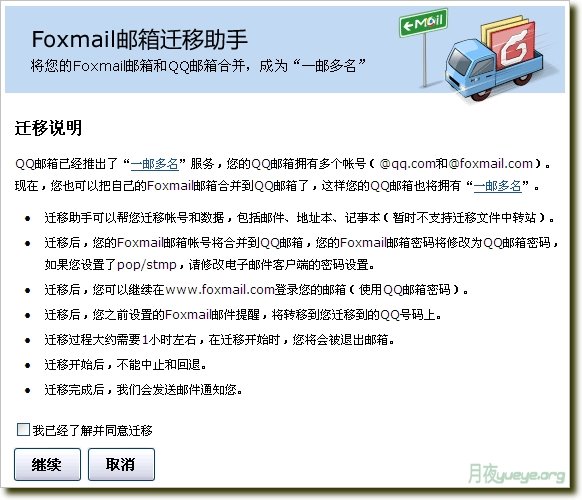 Foxmail邮箱迁移助手
eMail
将您的Foxmail邮箱和QQ邮箱合并，成为“一邮多名”
迁移说明
QQ邮箱已经推出了“一邮多名”服务，您的QQ邮箱拥有多个帐号（@qq.com和@foxmail.com）。
现在，您也可以把自己的Foxmail邮箱合并到QQ邮箱了，这样您的QQ邮箱也将拥有“一邮多名”。
• 迁移助手可以帮您迁移帐号和数据，包括邮件、地址本、记事本（暂时不支持迁移文件中转站）。
• 迁移后，您的Foxmail邮箱帐号将合并到QQ邮箱，您的Foxmail邮箱密码将修改为QQ邮箱密码，
如果您设置了pop/stmp，请修改电子邮件客户端的密码设置。
• 迁移后，您可以继续在www.foxmail.com登录您的邮箱（使用QQ邮箱密码）。
• 迁移后，您之前设置的Foxmail邮件提醒，将转移到您迁移到的QQ号码上。
• 迁移过程大约需要1小时左右，在迁移开始时，您将会被退出邮箱。
• 迁移开始后，不能中止和回退。
• 迁移完成后，我们会发送邮件通知您。
我已经了解并同意迁移
继续 取消
月夜yueye.org